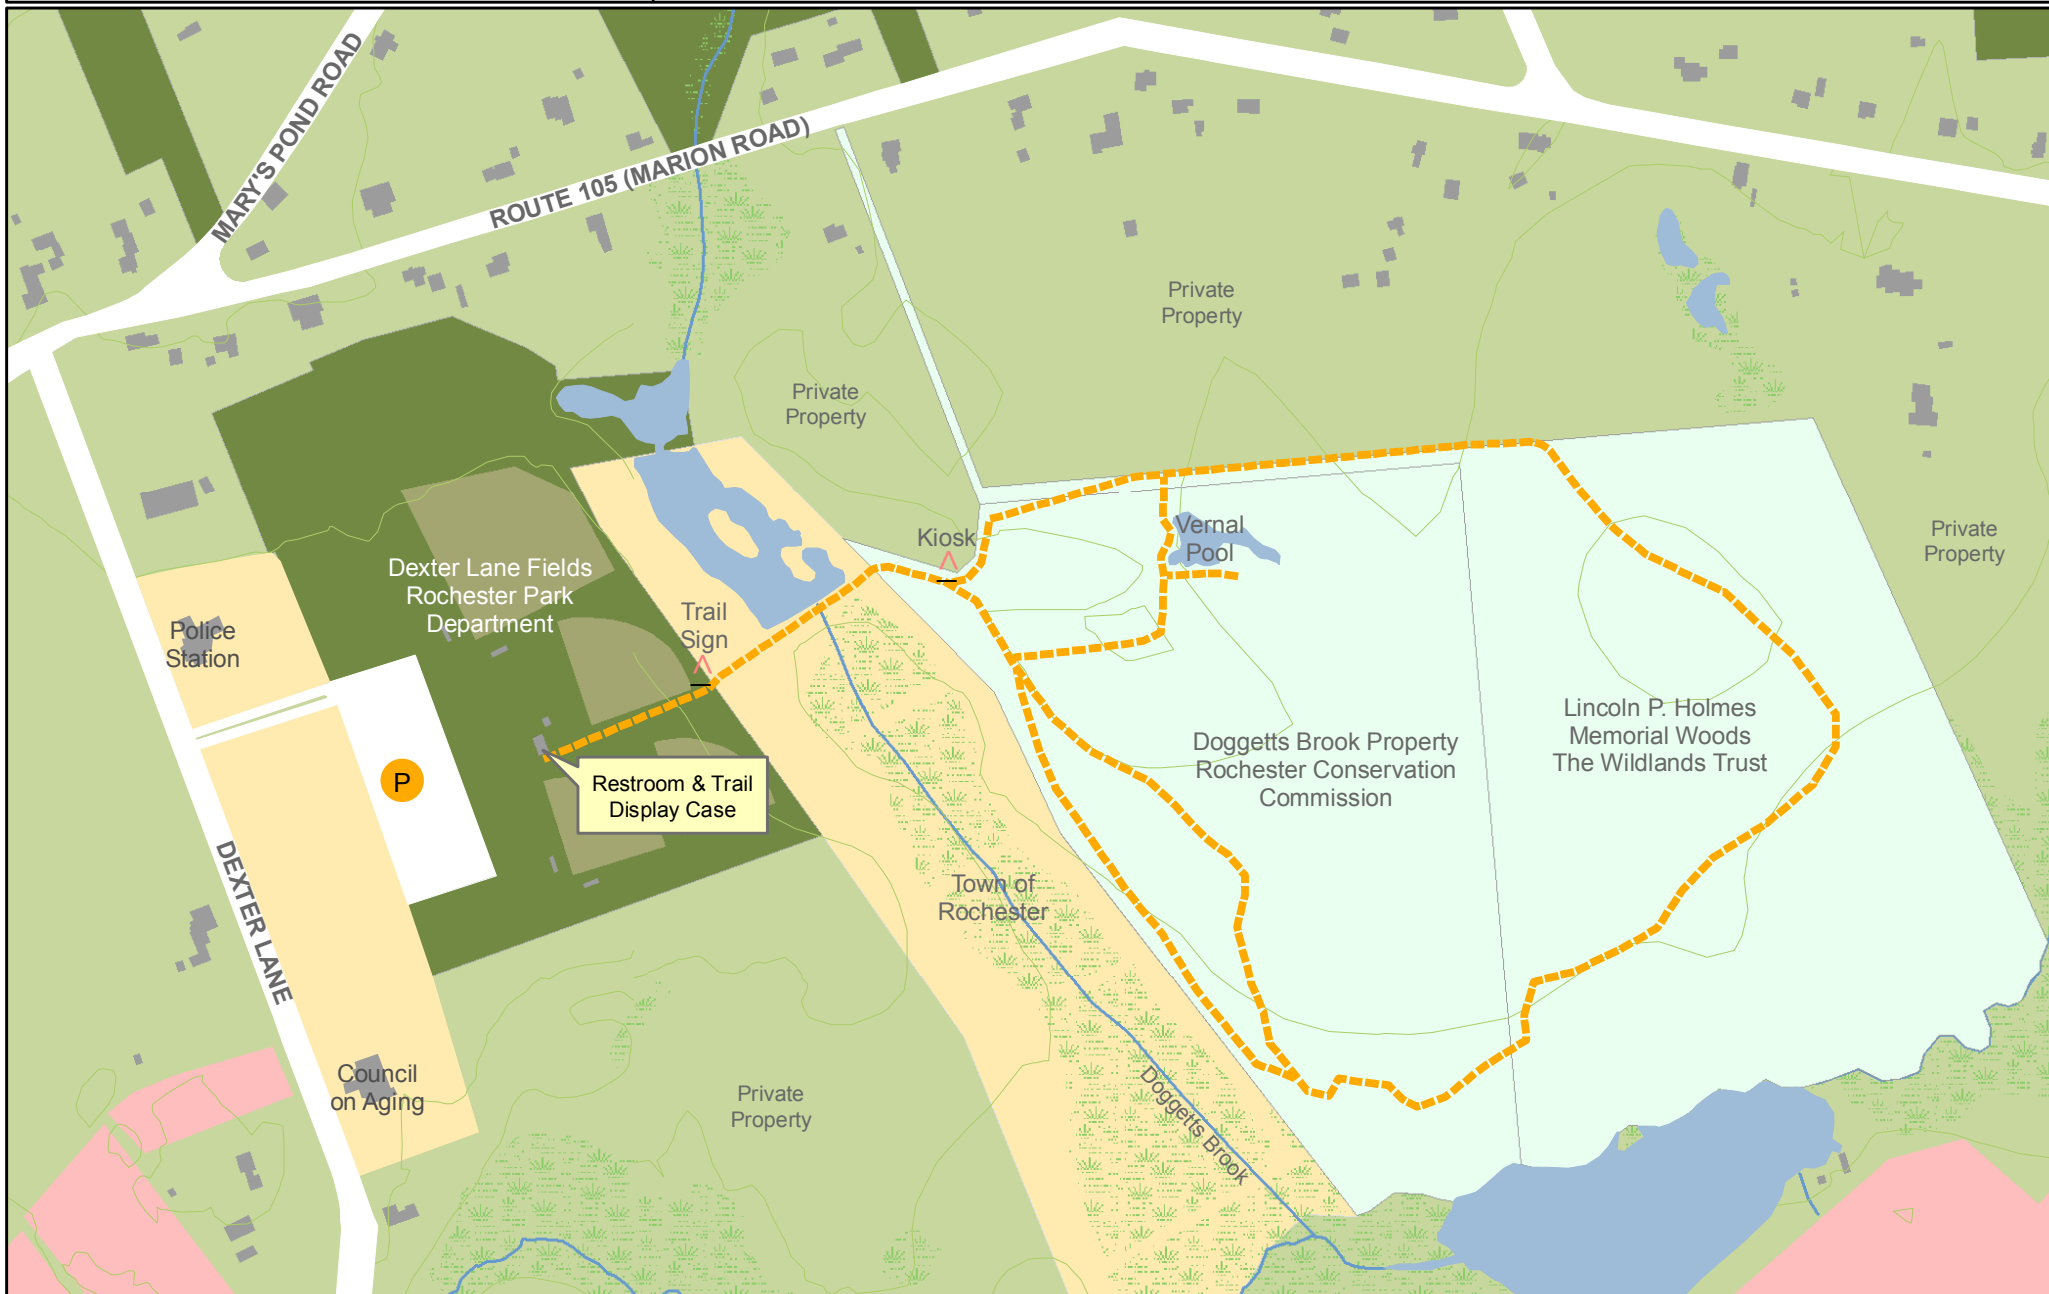 MARY'S POND ROAD
ROUTE 105 (MARION ROAD)
Private
Property
Private
Property
Kiosk
Vernal
Pool
Private
Property
Dexter Lane Fields
Rochester Park
Department
Trail
Sign
Police
Station
P
Restroom & Trail
Display Case
Doggetts Brook Property
Rochester Conservation
Commission
Lincoln P. Holmes
Memorial Woods
The Wildlands Trust
DEXTER LANE
Town of
Rochester
Council
on Aging
Private
Property
Doggetts Brook